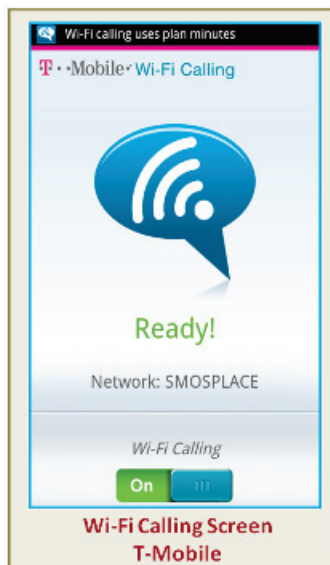 Wi-Fi calling uses plan minutes
T··Mobile· Wi-Fi Calling
Ready!
Network: SMOSPLACE
Wi-Fi Calling
On
Wi-Fi Calling Screen
T-Mobile